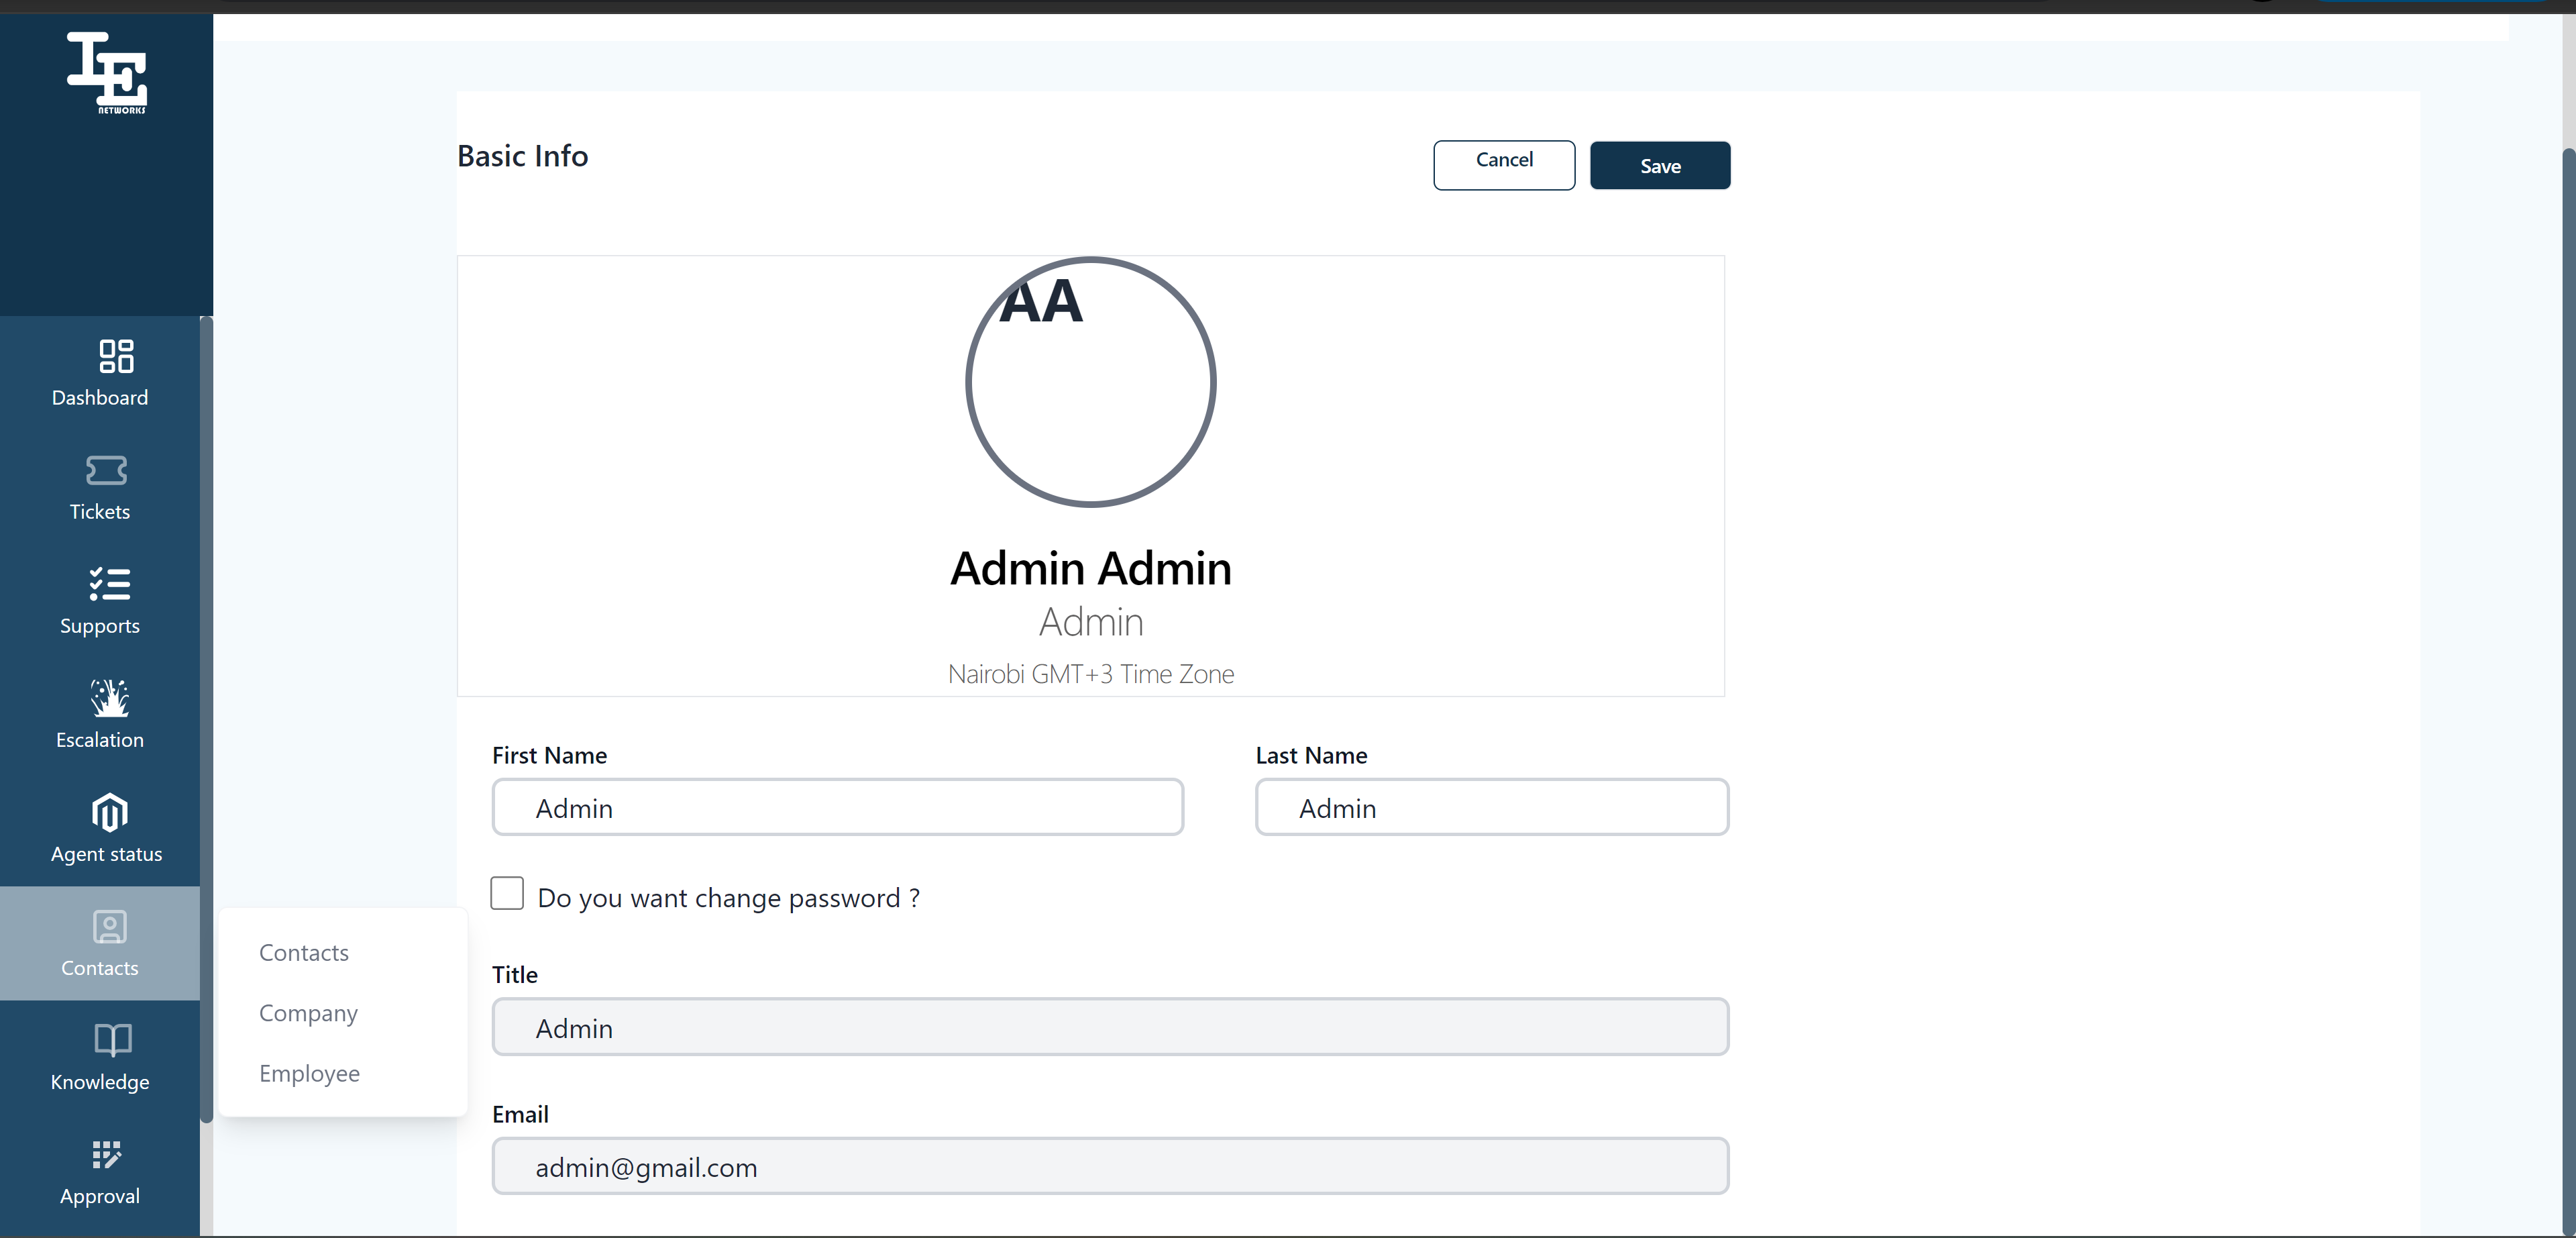 IE
NETWORKS
Dashboard
Tickets
Supports
Escalation
Agent status
Contacts
Knowledge
Approval
Contacts
Company
Employee
Basic Info
Cancel
Save
AA
Admin Admin
Admin
Nairobi GMT+3 Time Zone
First Name
Last Name
Admin
Admin
Do you want change password ?
Title
Admin
Email
admin@gmail.com